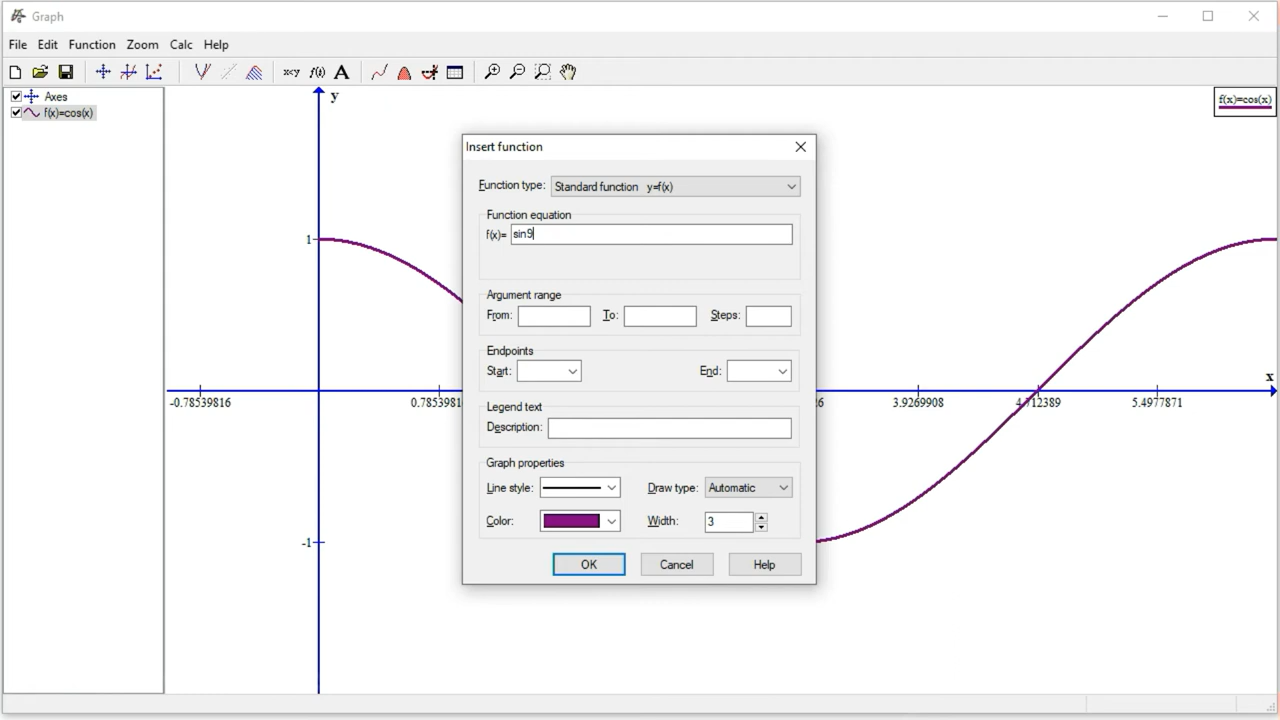 Graph
File Edit Function Zoom Calc Help
Axes
f(x)=cos(x)
y
f(x)=cos(x)
1
-1
x
-0.78539816
0.7853981
26
3.9269908
4.712389
5.4977871
Insert function
Function type: Standard function y=f(x)
Function equation
f(x)= sin9
Argument range
From: To: Steps:
Endpoints
Start: End:
Legend text
Description:
Graph properties
Line style: Draw type: Automatic
Color: Width: 3
OK Cancel Help